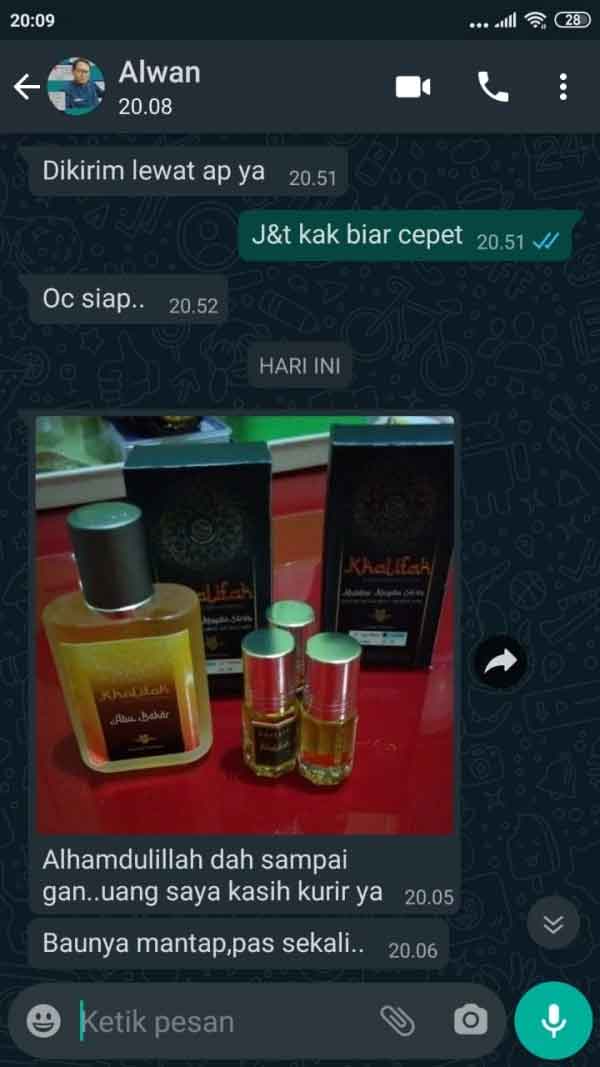 20:09
28
Alwan
20.08
Dikirim lewat ap ya 20.51
J&t kak biar cepet 20.51
Oc siap.. 20.52
HARI INI
Khalifah
Khalifah
Khalifah
Abu Bakar
Alhamdulillah dah sampai
gan..uang saya kasih kurir ya 20.05
Baunya mantap,pas sekali.. 20.06
Ketik pesan